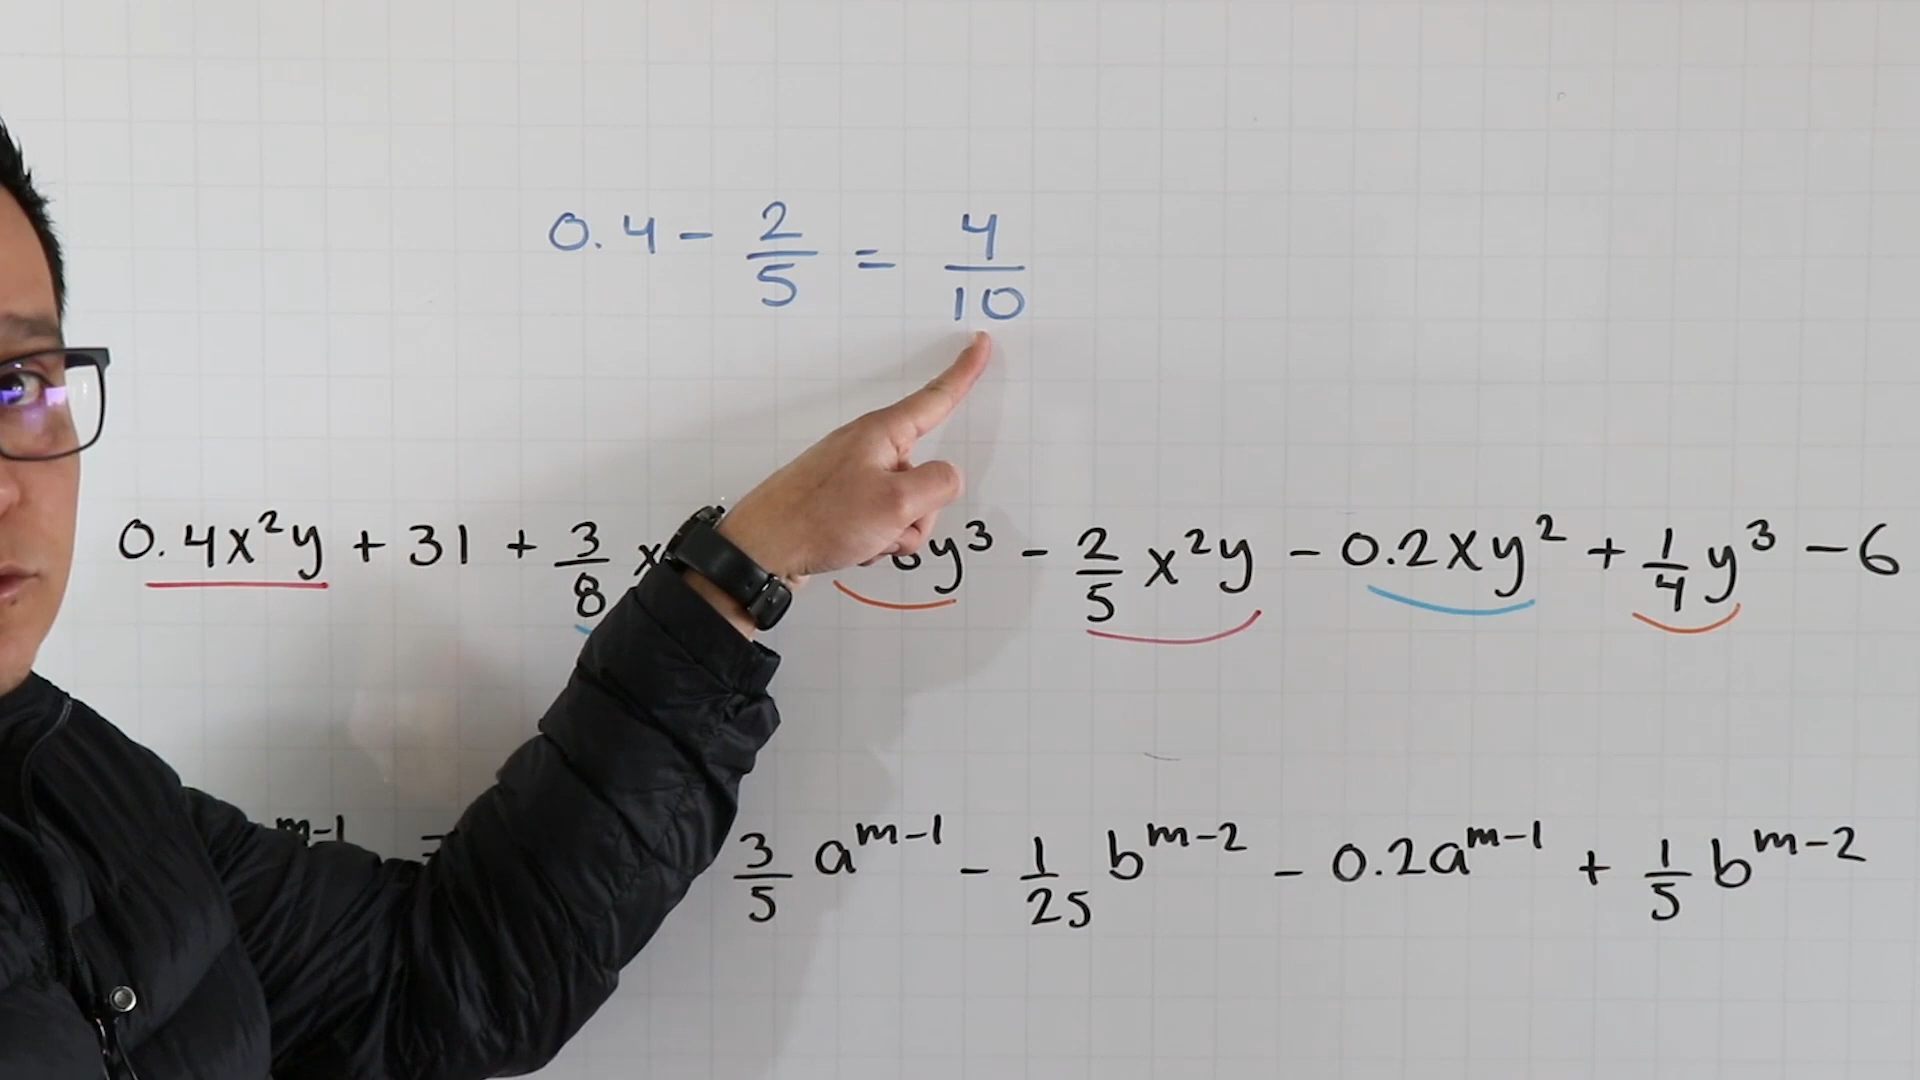 0.4 - 2/5 = 4/10
0.4x²y + 31 + 3/8 x y³ - 2/5 x²y - 0.2xy² + 1/4 y³ - 6
m-1 3/5 a^(m-1) - 1/25 b^(m-2) - 0.2a^(m-1) + 1/5 b^(m-2)